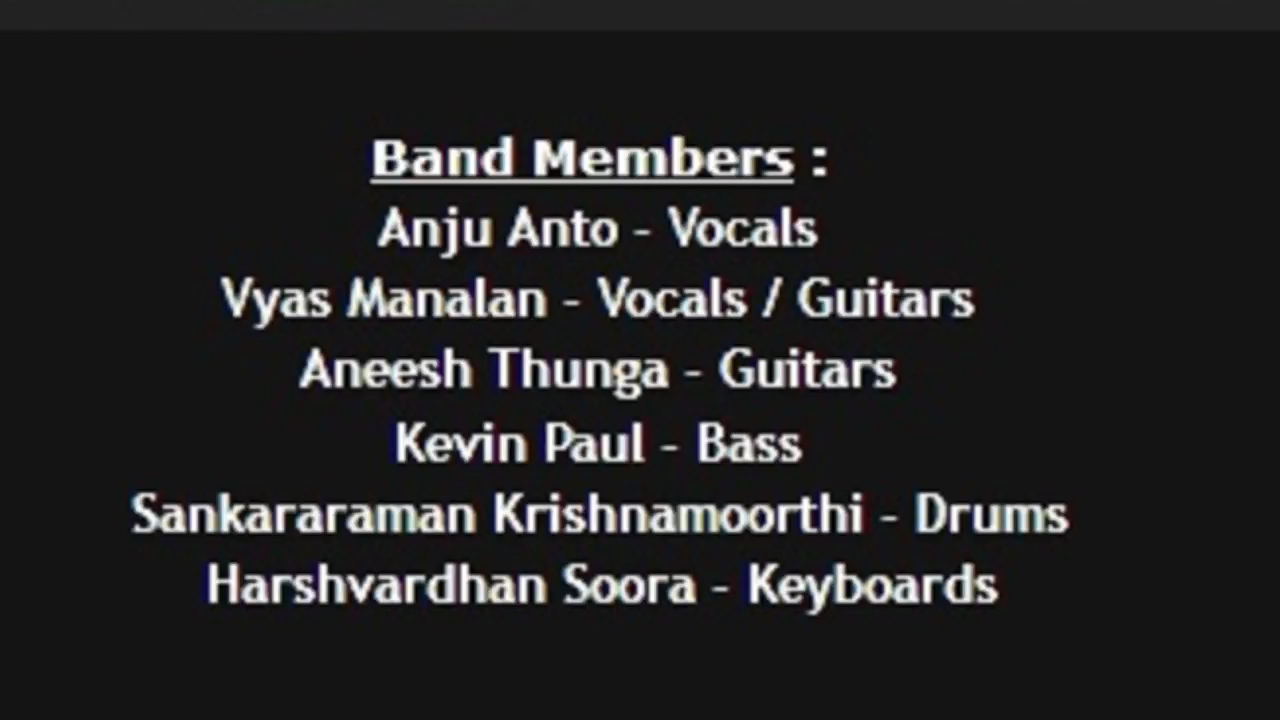 Band Members :
Anju Anto - Vocals
Vyas Manalan - Vocals / Guitars
Aneesh Thunga - Guitars
Kevin Paul - Bass
Sankararaman Krishnamoorthi - Drums
Harshvardhan Soora - Keyboards